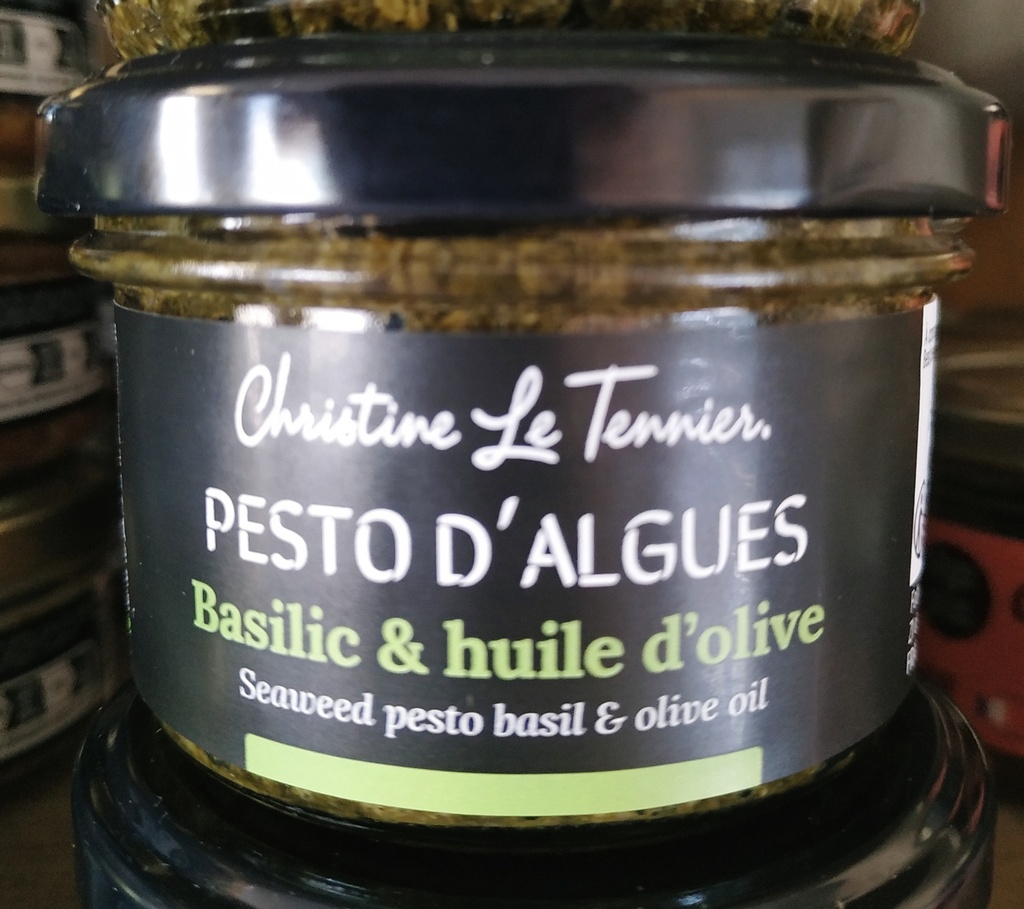 Christine Le Tennier.
PESTO D'ALGUES
Basilic & huile d'olive
Seaweed pesto basil & olive oil